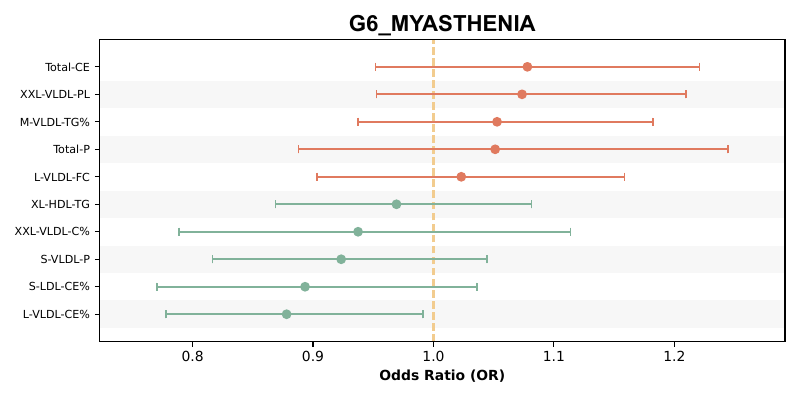 G6_MYASTHENIA
Total-CE
XXL-VLDL-PL
M-VLDL-TG%
Total-P
L-VLDL-FC
XL-HDL-TG
XXL-VLDL-C%
S-VLDL-P
S-LDL-CE%
L-VLDL-CE%
0.8 0.9 1.0 1.1 1.2
Odds Ratio (OR)